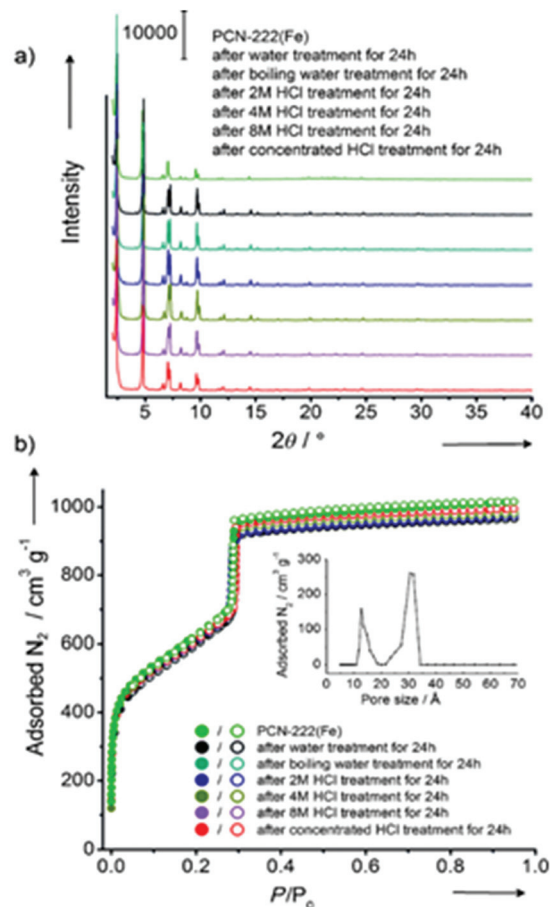 a)
10000
PCN-222(Fe)
after water treatment for 24h
after boiling water treatment for 24h
after 2M HCl treatment for 24h
after 4M HCl treatment for 24h
after 8M HCl treatment for 24h
after concentrated HCl treatment for 24h
Intensity
5 10 15 20 25 30 35 40
2θ / °
b)
Adsorbed N₂ / cm³ g⁻¹
1000
800
600
400
200
0
Adsorbed N₂ / cm³ g⁻¹
300
200
100
0
0 10 20 30 40 50 60 70
Pore size / Å
PCN-222(Fe)
/ after water treatment for 24h
/ after boiling water treatment for 24h
/ after 2M HCl treatment for 24h
/ after 4M HCl treatment for 24h
/ after 8M HCl treatment for 24h
/ after concentrated HCl treatment for 24h
0.0 0.2 0.4 0.6 0.8 1.0
P/P₀